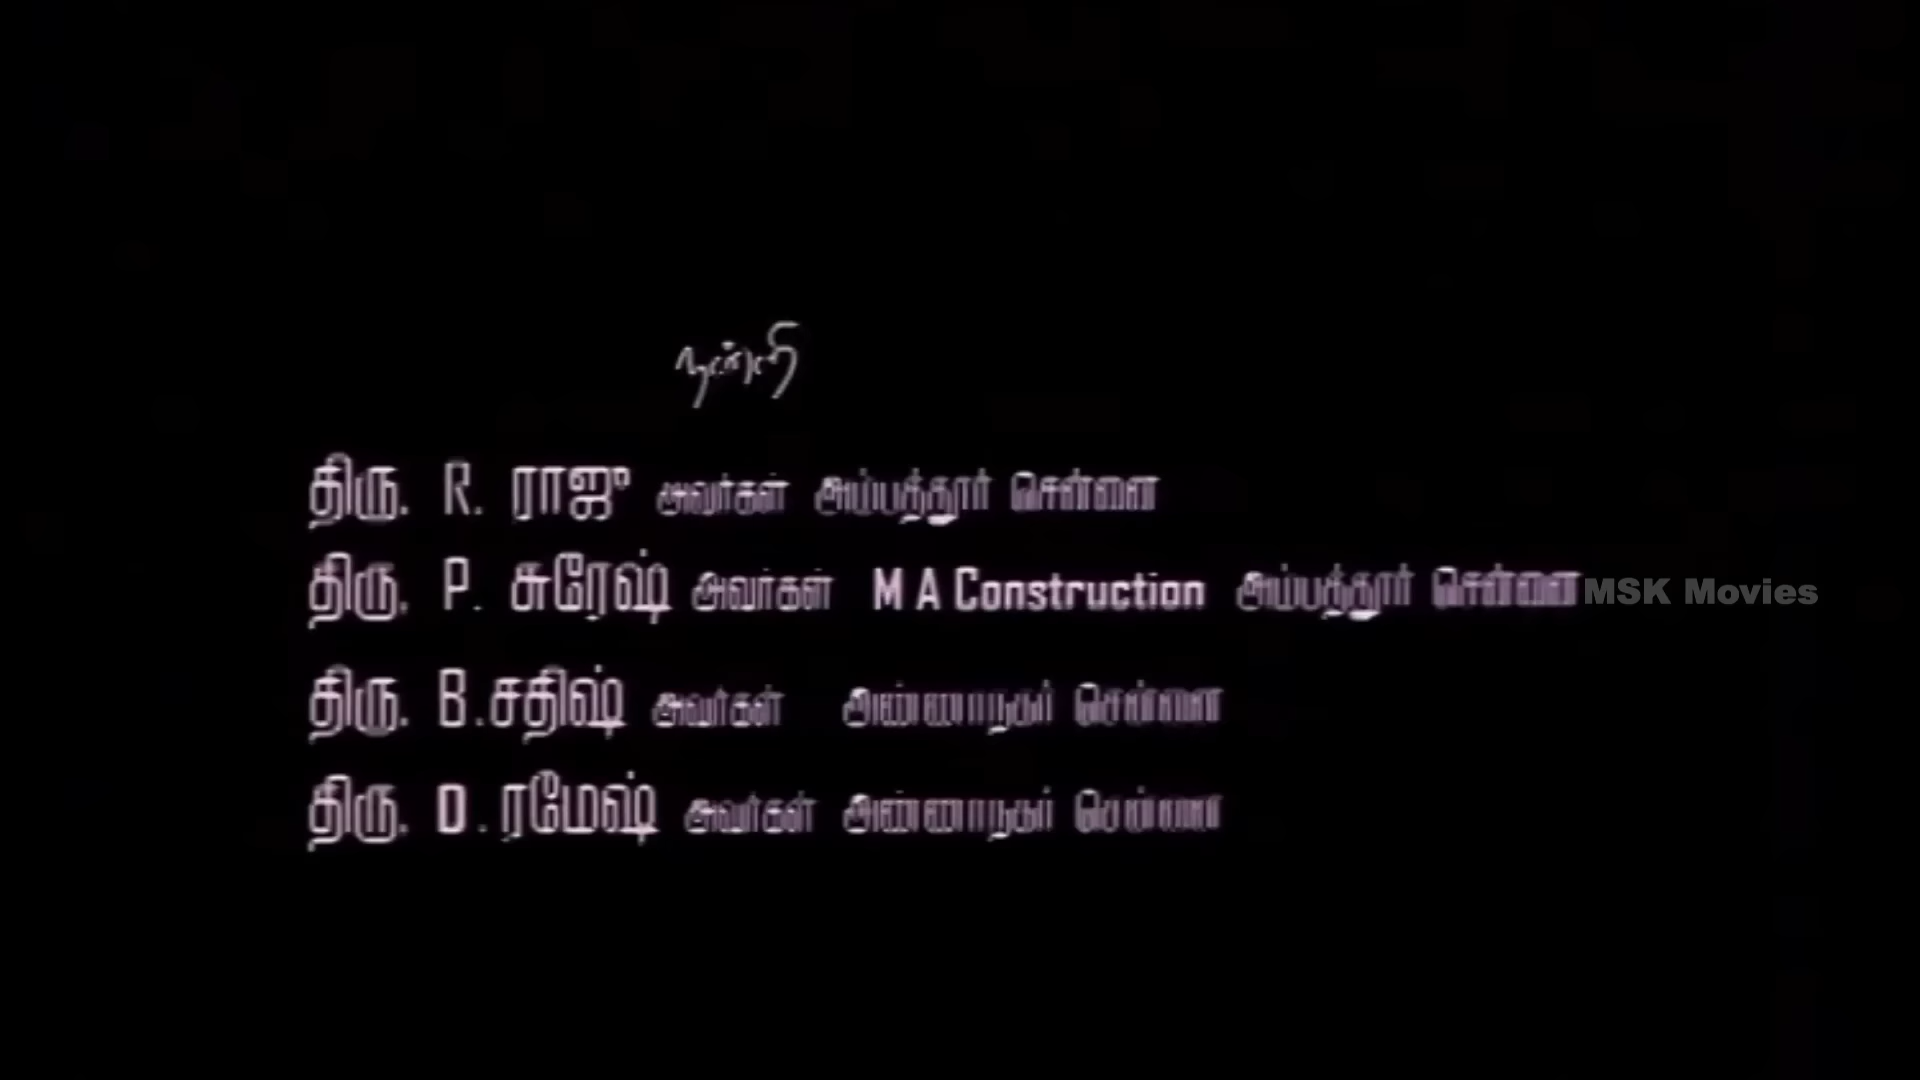 நன்றி
திரு. R. ராஜு அவர்கள் அம்பத்தூர் சென்னை
திரு. P. சுரேஷ் அவர்கள் M A Construction அம்பத்தூர் சென்னை MSK Movies
திரு. B.சதிஷ் அவர்கள் அண்ணாநகர் சென்னை
திரு. D . ரமேஷ் அவர்கள் அண்ணாநகர் சென்னை